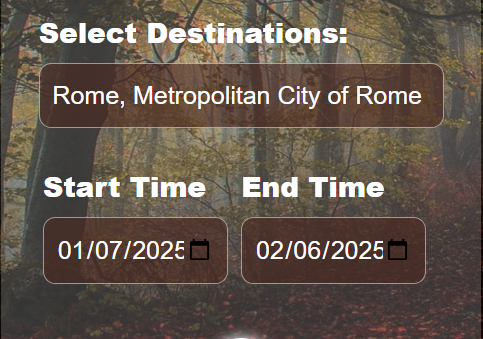 Select Destinations:
Rome, Metropolitan City of Rome
Start Time End Time
01/07/2025 02/06/2025